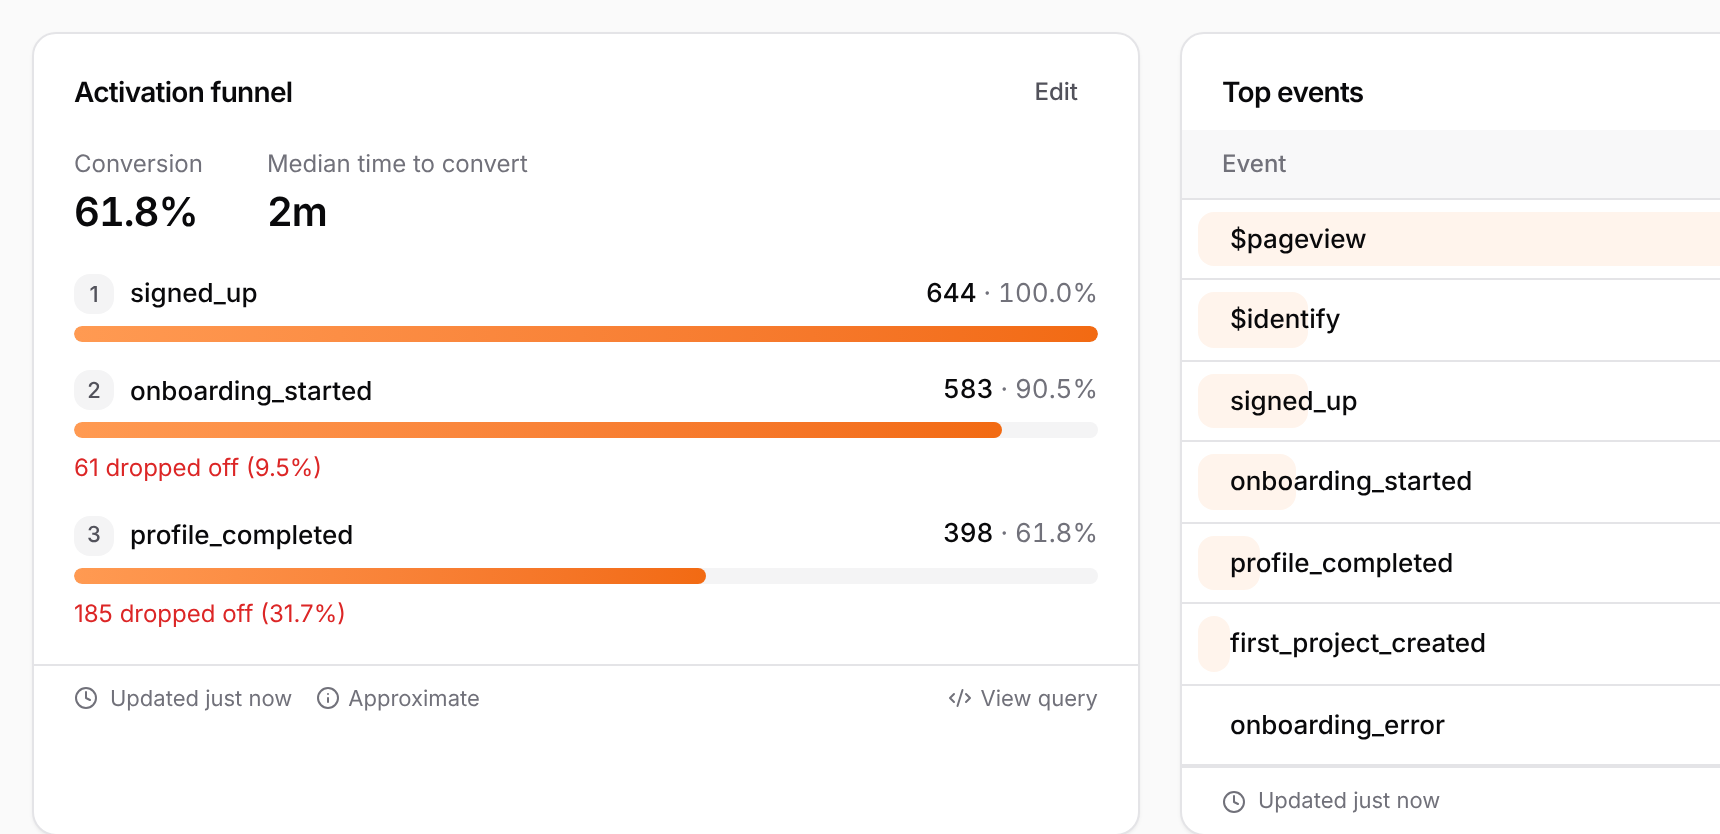 Activation funnel
Edit
Conversion
Median time to convert
61.8%
2m
1 signed_up 644 · 100.0%
2 onboarding_started 583 · 90.5%
61 dropped off (9.5%)
3 profile_completed 398 · 61.8%
185 dropped off (31.7%)
Updated just now
Approximate
</> View query
Top events
Event
$pageview
$identify
signed_up
onboarding_started
profile_completed
first_project_created
onboarding_error
Updated just now